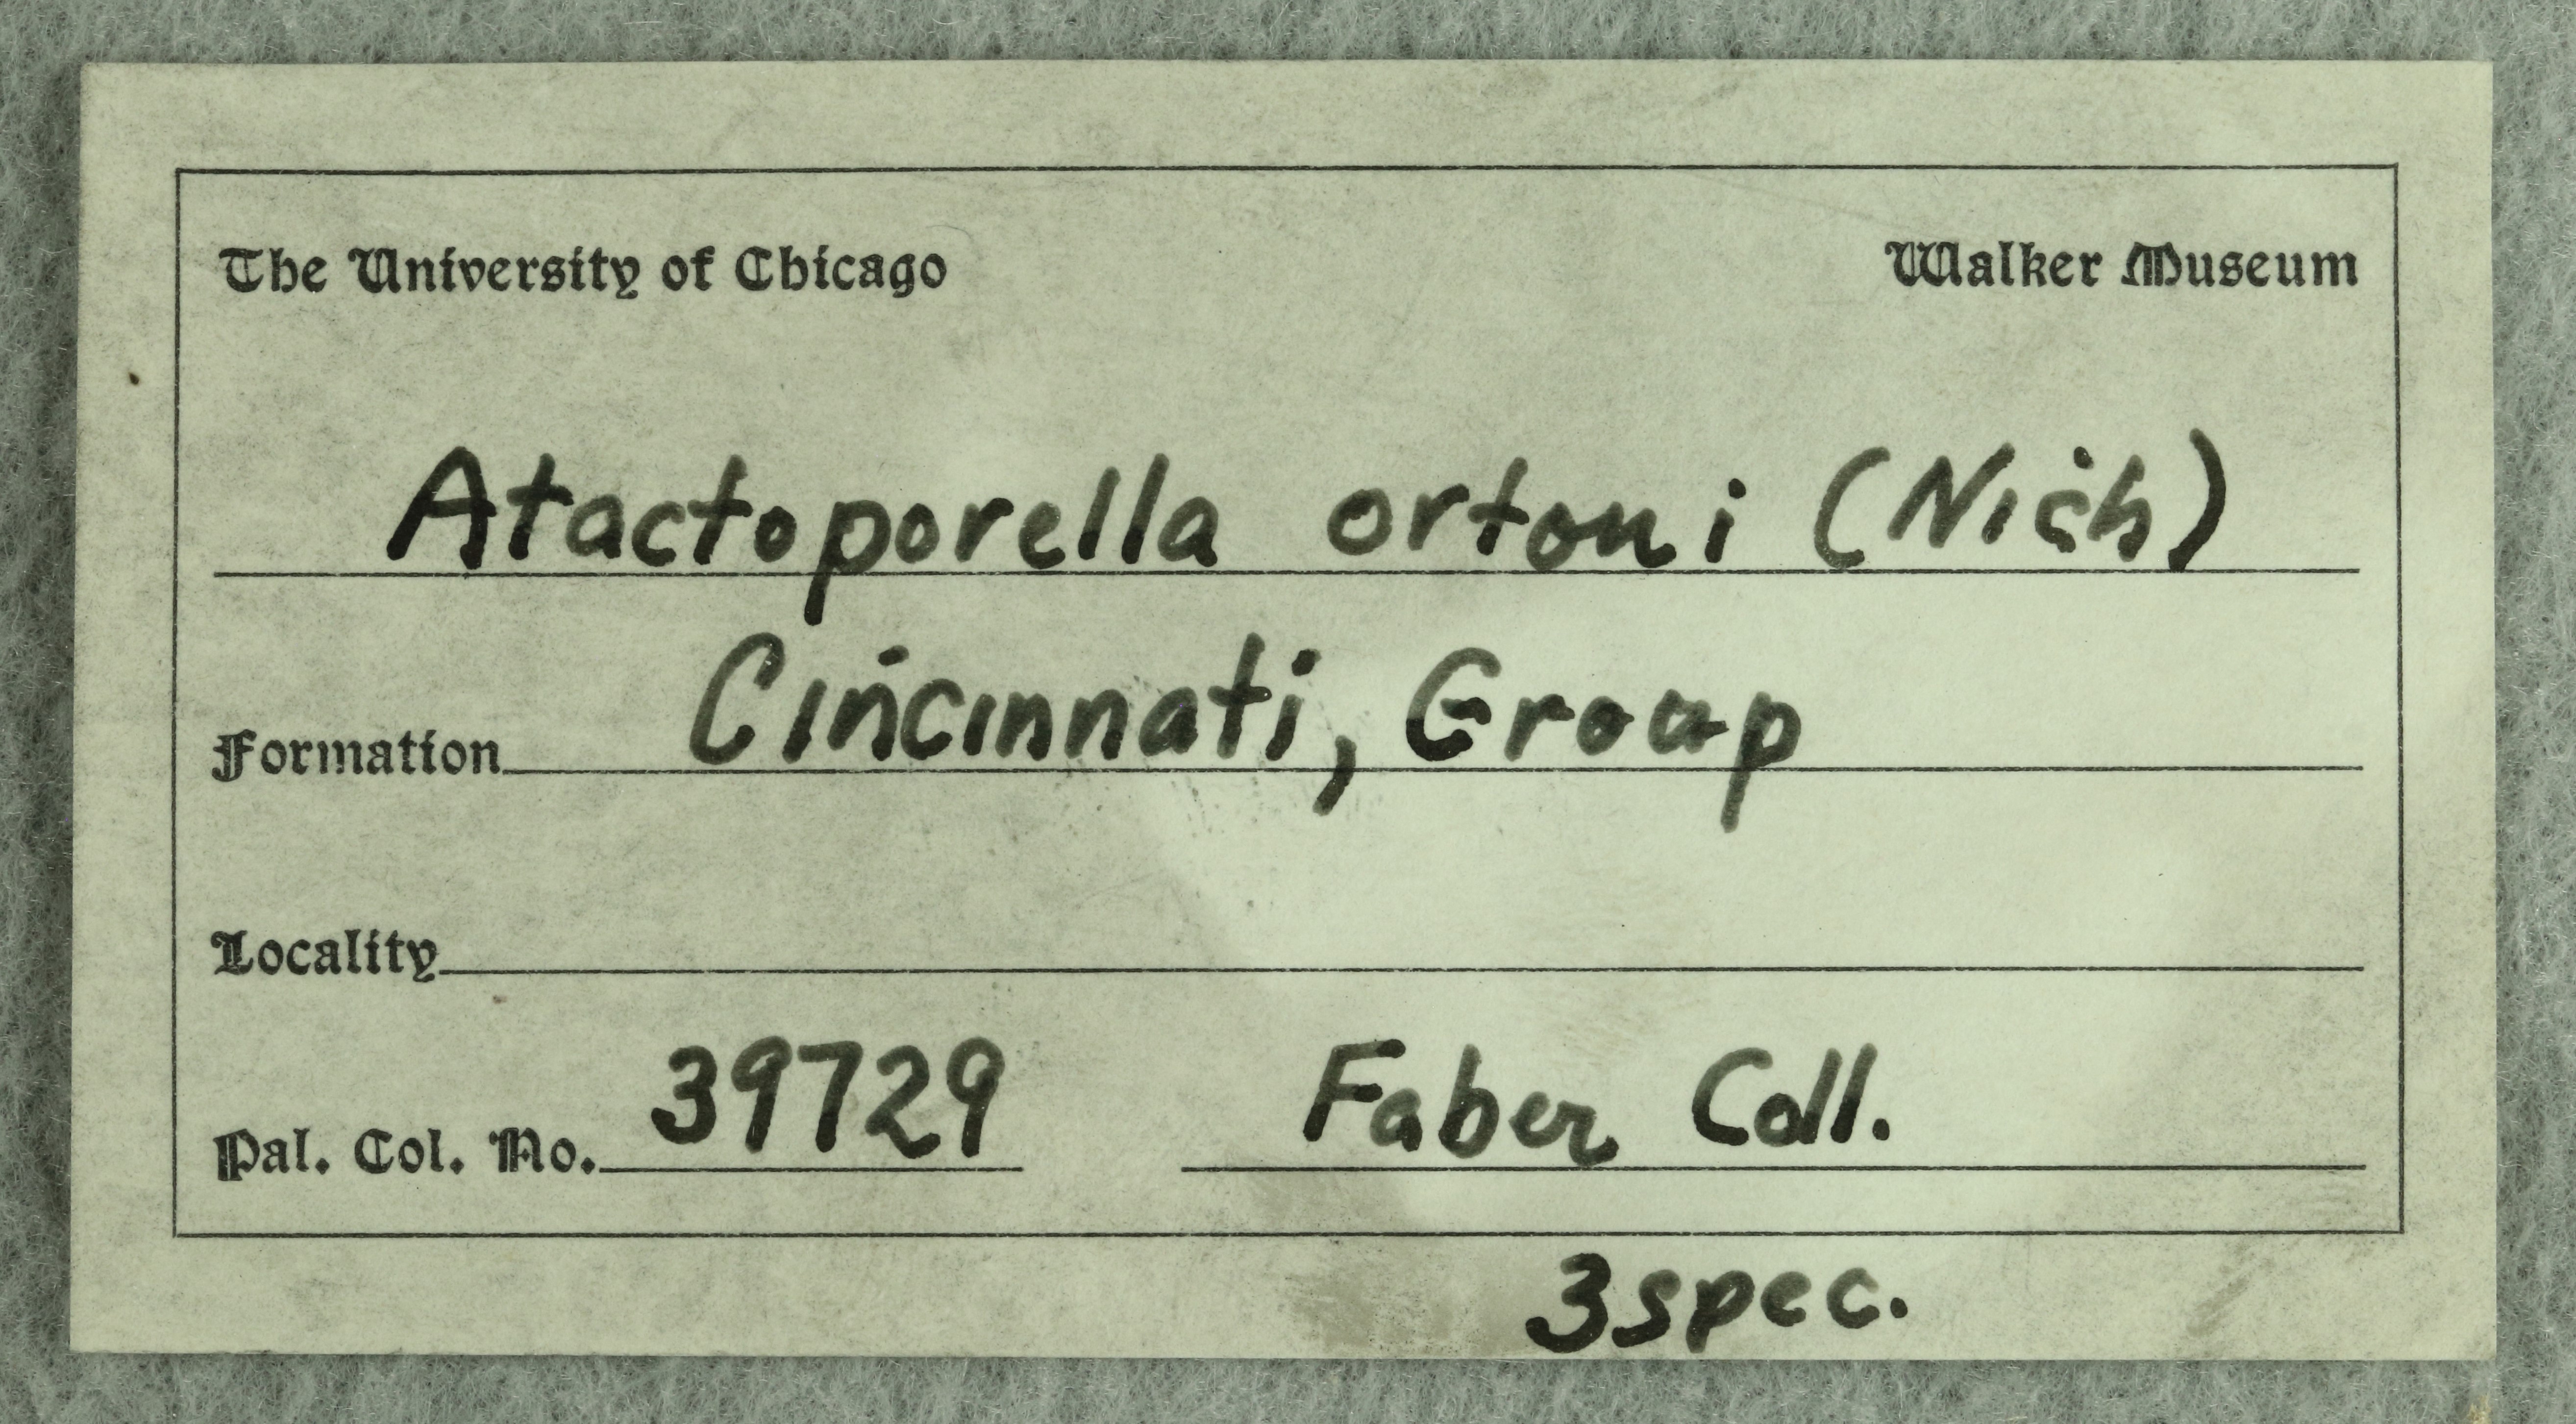 The University of Chicago Walker Museum
Atactoporella ortoni (Nich)
Formation Cincinnati, Group
Locality
Pal. Col. No. 39729 Faber Coll.
3 spec.